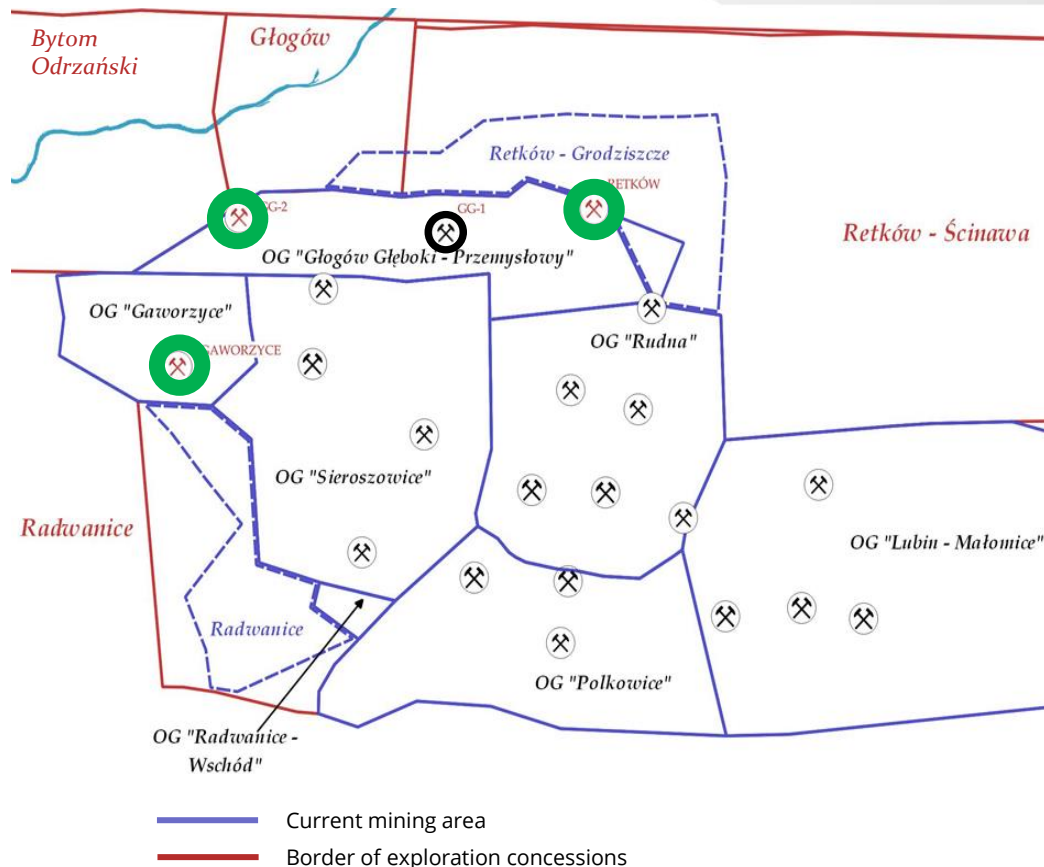 Bytom
Odrzański
Głogów
Retków - Grodziszcze
GG-2
GG-1
RETKÓW
Retków - Ścinawa
OG "Głogów Głęboki - Przemysłowy"
OG "Gaworzyce"
OG "Rudna"
GAWORZYCE
OG "Sieroszowice"
Radwanice
OG "Lubin - Małomice"
Radwanice
OG "Polkowice"
OG "Radwanice -
Wschód"
Current mining area
Border of exploration concessions